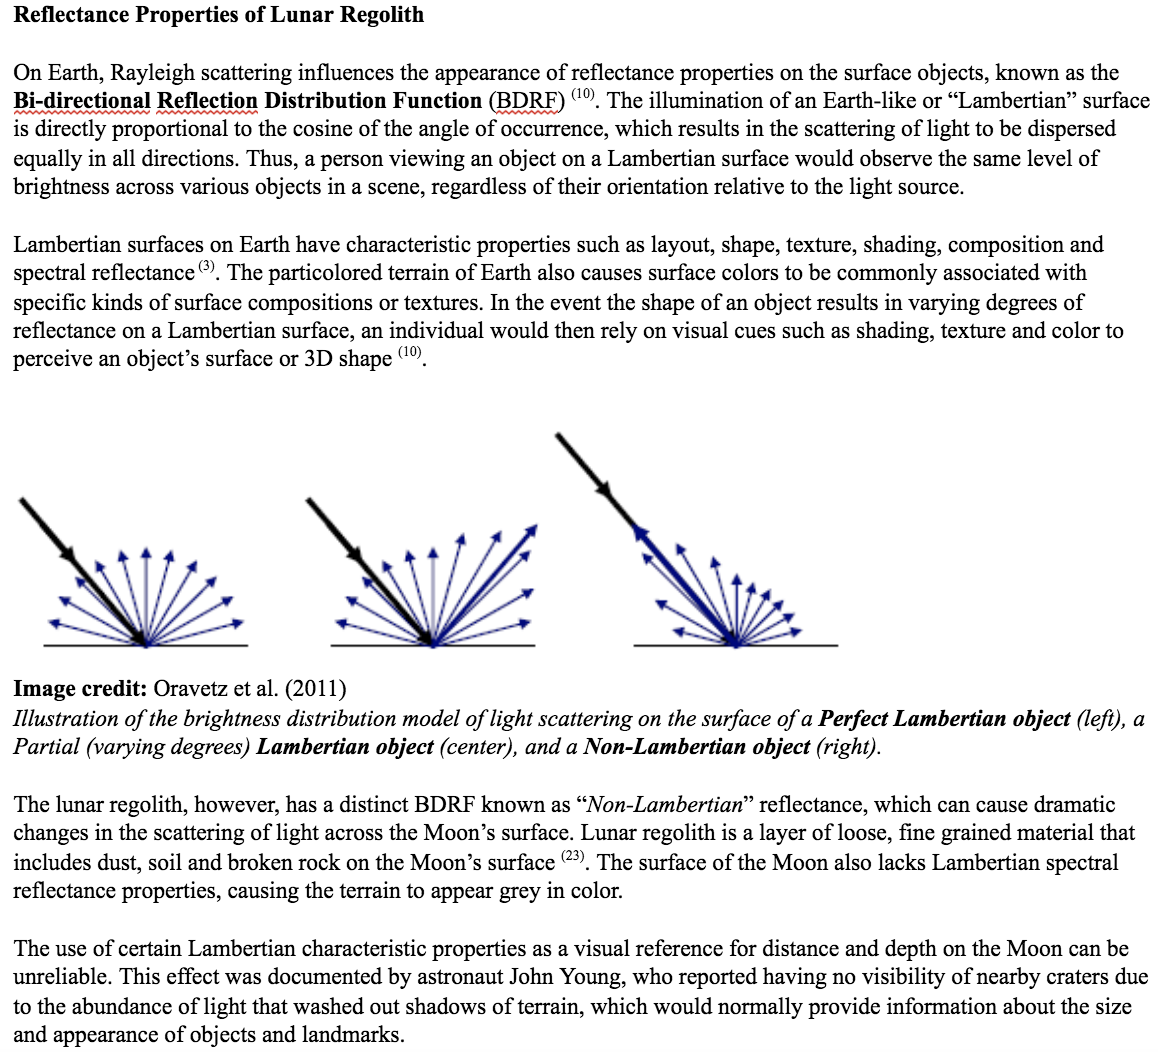 Reflectance Properties of Lunar Regolith
On Earth, Rayleigh scattering influences the appearance of reflectance properties on the surface objects, known as the
Bi-directional Reflection Distribution Function (BDRF) (10). The illumination of an Earth-like or “Lambertian” surface
is directly proportional to the cosine of the angle of occurrence, which results in the scattering of light to be dispersed
equally in all directions. Thus, a person viewing an object on a Lambertian surface would observe the same level of
brightness across various objects in a scene, regardless of their orientation relative to the light source.
Lambertian surfaces on Earth have characteristic properties such as layout, shape, texture, shading, composition and
spectral reflectance (3). The particolored terrain of Earth also causes surface colors to be commonly associated with
specific kinds of surface compositions or textures. In the event the shape of an object results in varying degrees of
reflectance on a Lambertian surface, an individual would then rely on visual cues such as shading, texture and color to
perceive an object’s surface or 3D shape (10).
Image credit: Oravetz et al. (2011)
Illustration of the brightness distribution model of light scattering on the surface of a Perfect Lambertian object (left), a
Partial (varying degrees) Lambertian object (center), and a Non-Lambertian object (right).
The lunar regolith, however, has a distinct BDRF known as “Non-Lambertian” reflectance, which can cause dramatic
changes in the scattering of light across the Moon’s surface. Lunar regolith is a layer of loose, fine grained material that
includes dust, soil and broken rock on the Moon’s surface (23). The surface of the Moon also lacks Lambertian spectral
reflectance properties, causing the terrain to appear grey in color.
The use of certain Lambertian characteristic properties as a visual reference for distance and depth on the Moon can be
unreliable. This effect was documented by astronaut John Young, who reported having no visibility of nearby craters due
to the abundance of light that washed out shadows of terrain, which would normally provide information about the size
and appearance of objects and landmarks.